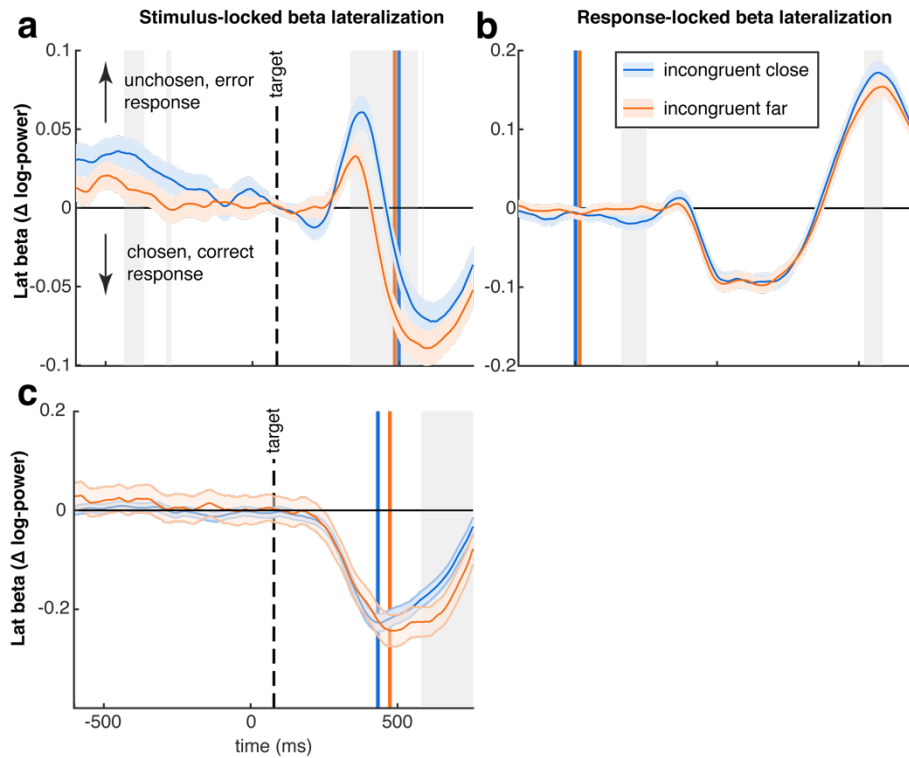 a
Stimulus-locked beta lateralization
b
Response-locked beta lateralization
Lat beta (Δ log-power)
0.1
0.05
0
-0.05
-0.1
unchosen, error
response
chosen, correct
response
target
0.2
0.1
0
-0.1
-0.2
incongruent close
incongruent far
c
Lat beta (Δ log-power)
0.2
0
-0.2
target
-500
0
500
time (ms)